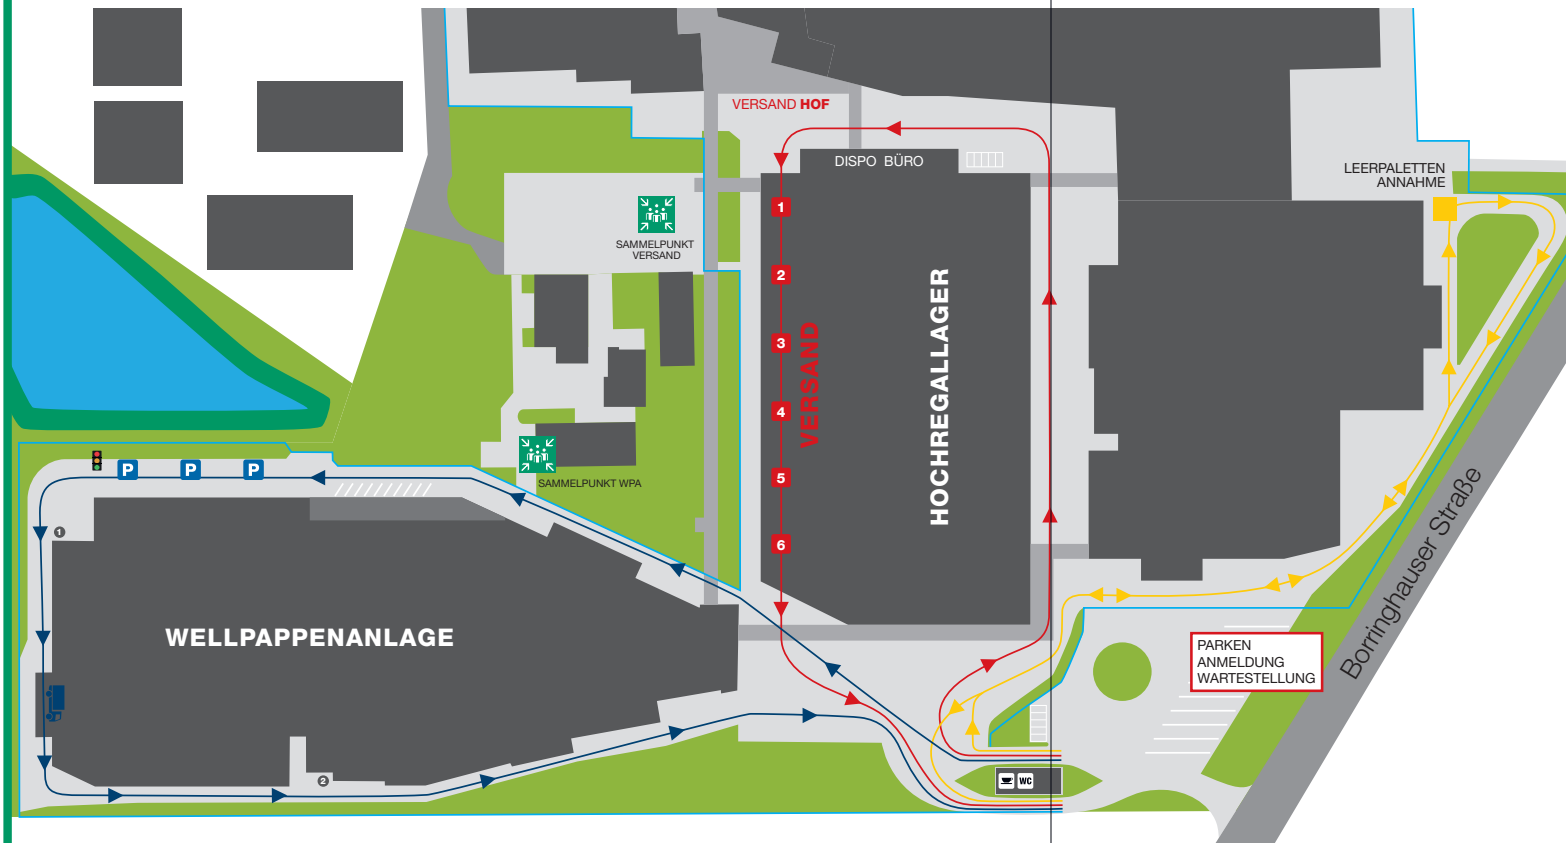 VERSAND HOF
DISPO BÜRO
LEERPALETTEN
ANNAHME
SAMMELPUNKT
VERSAND
1
2
3
4
5
6
VERSAND
HOCHREGALLAGER
SAMMELPUNKT WPA
P
P
P
1
WELLPAPPENANLAGE
2
Borringhauser Straße
PARKEN
ANMELDUNG
WARTESTELLUNG
WC